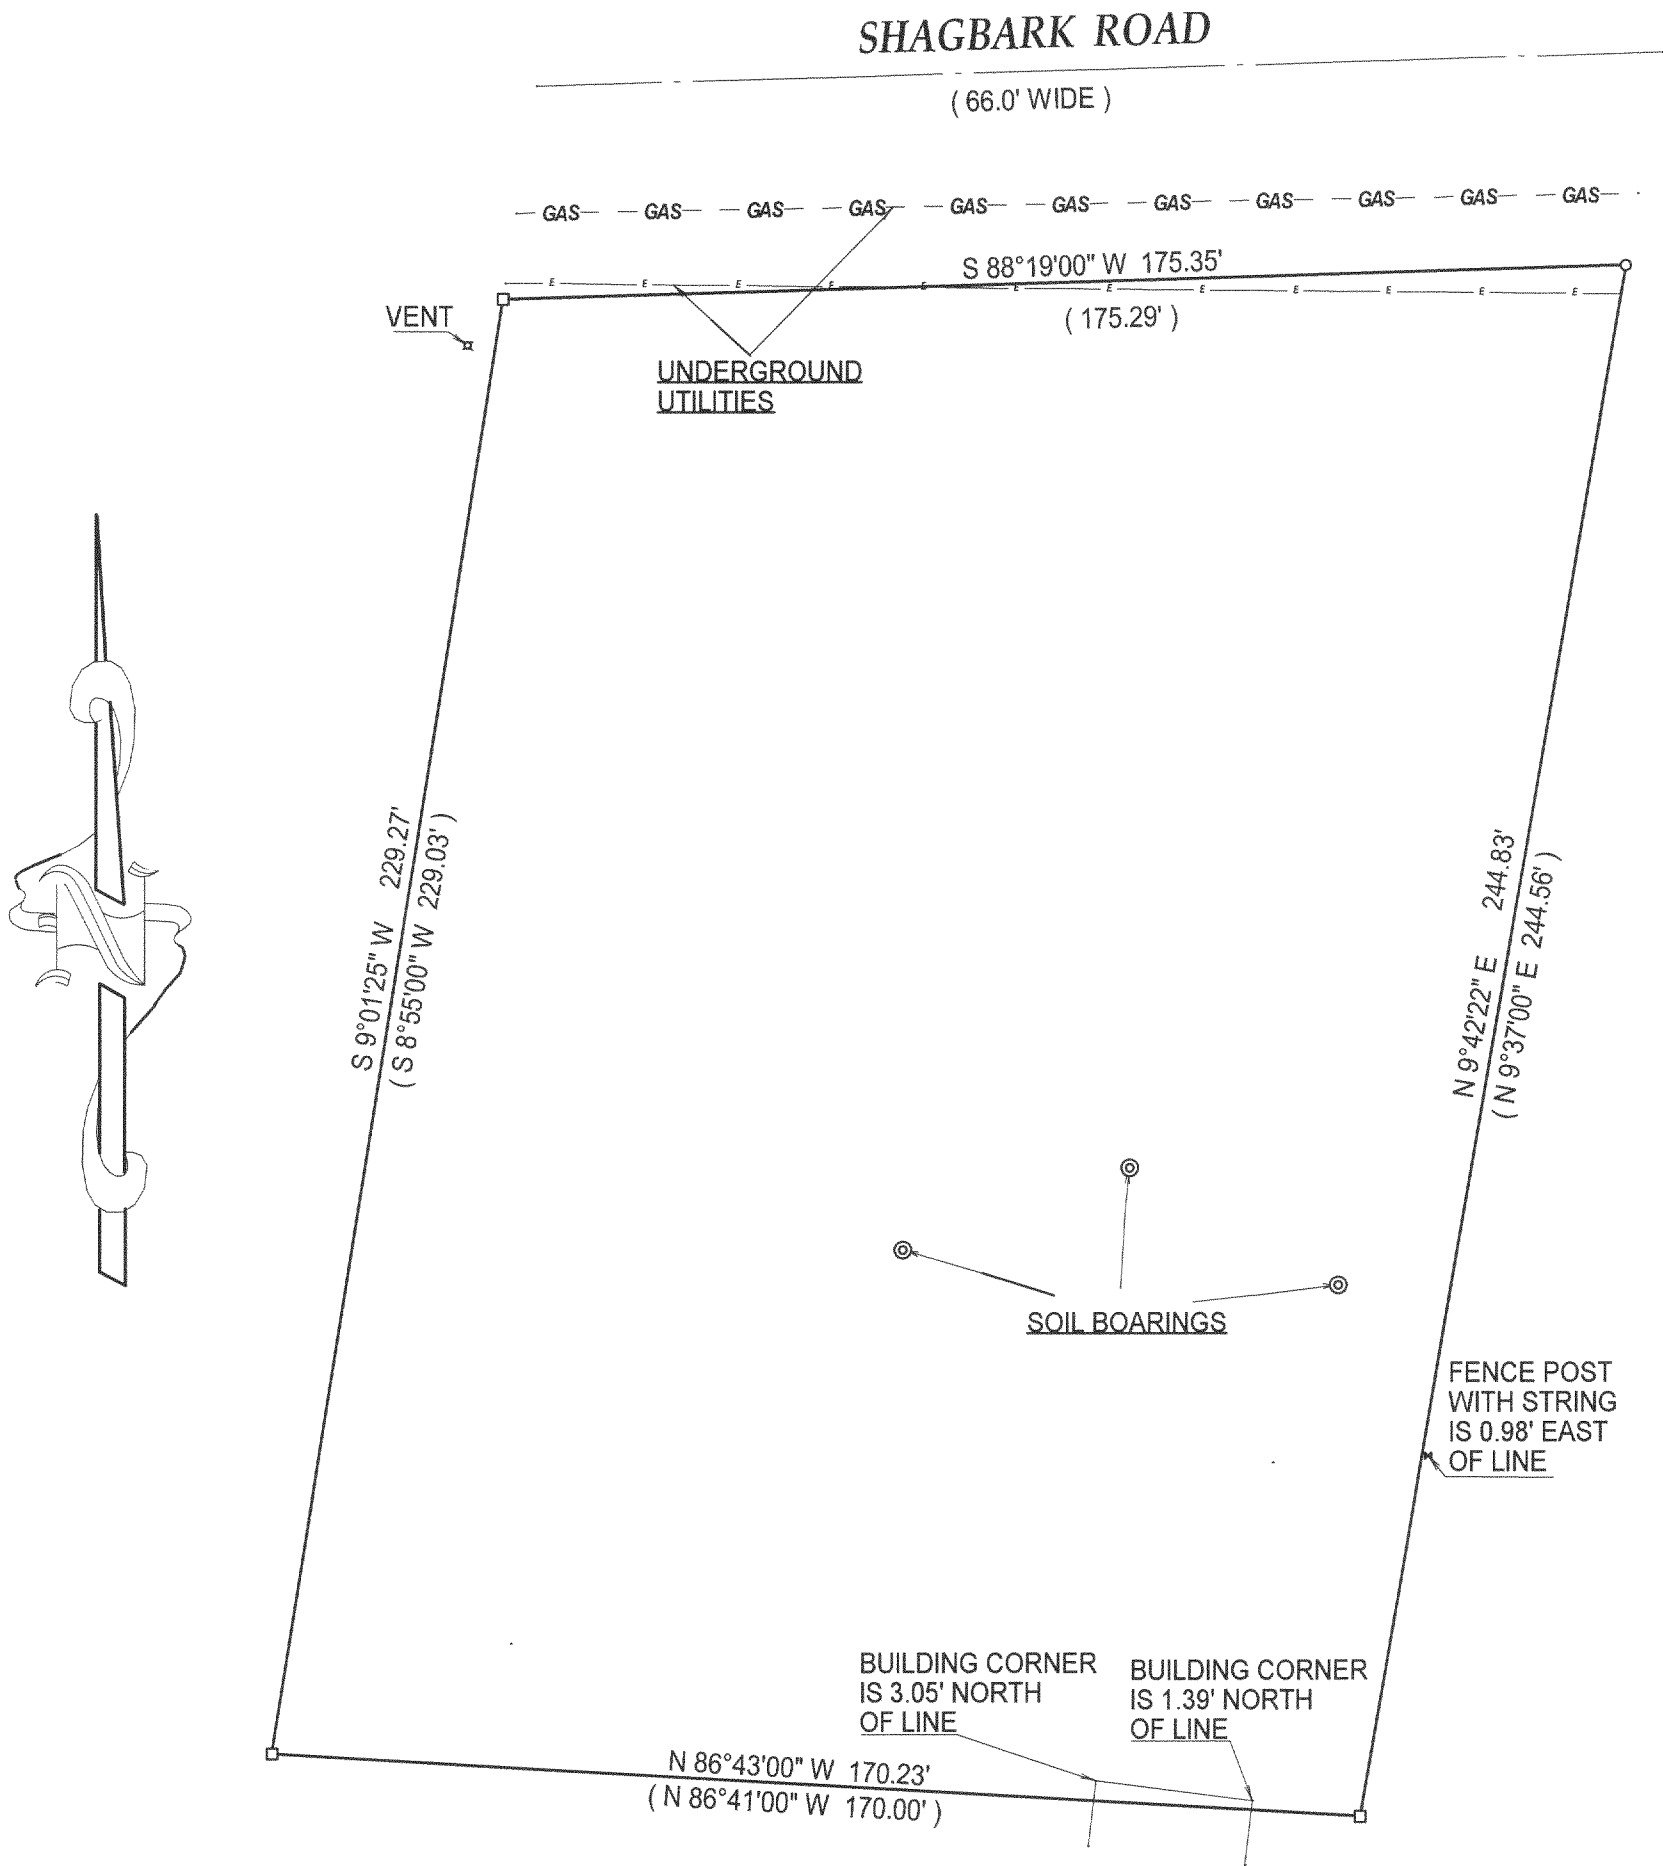 SHAGBARK ROAD
( 66.0' WIDE )
GAS GAS GAS GAS GAS GAS GAS GAS GAS GAS GAS
S 88°19'00" W 175.35'
E E E E E E E E E E E E
( 175.29' )
VENT
UNDERGROUND
UTILITIES
S 9°01'25" W 229.27'
( S 8°55'00" W 229.03' )
N 9°42'22" E 244.83'
( N 9°37'00" E 244.56' )
N
SOIL BOARINGS
FENCE POST
WITH STRING
IS 0.98' EAST
OF LINE
BUILDING CORNER
IS 3.05' NORTH
OF LINE
BUILDING CORNER
IS 1.39' NORTH
OF LINE
N 86°43'00" W 170.23'
( N 86°41'00" W 170.00' )